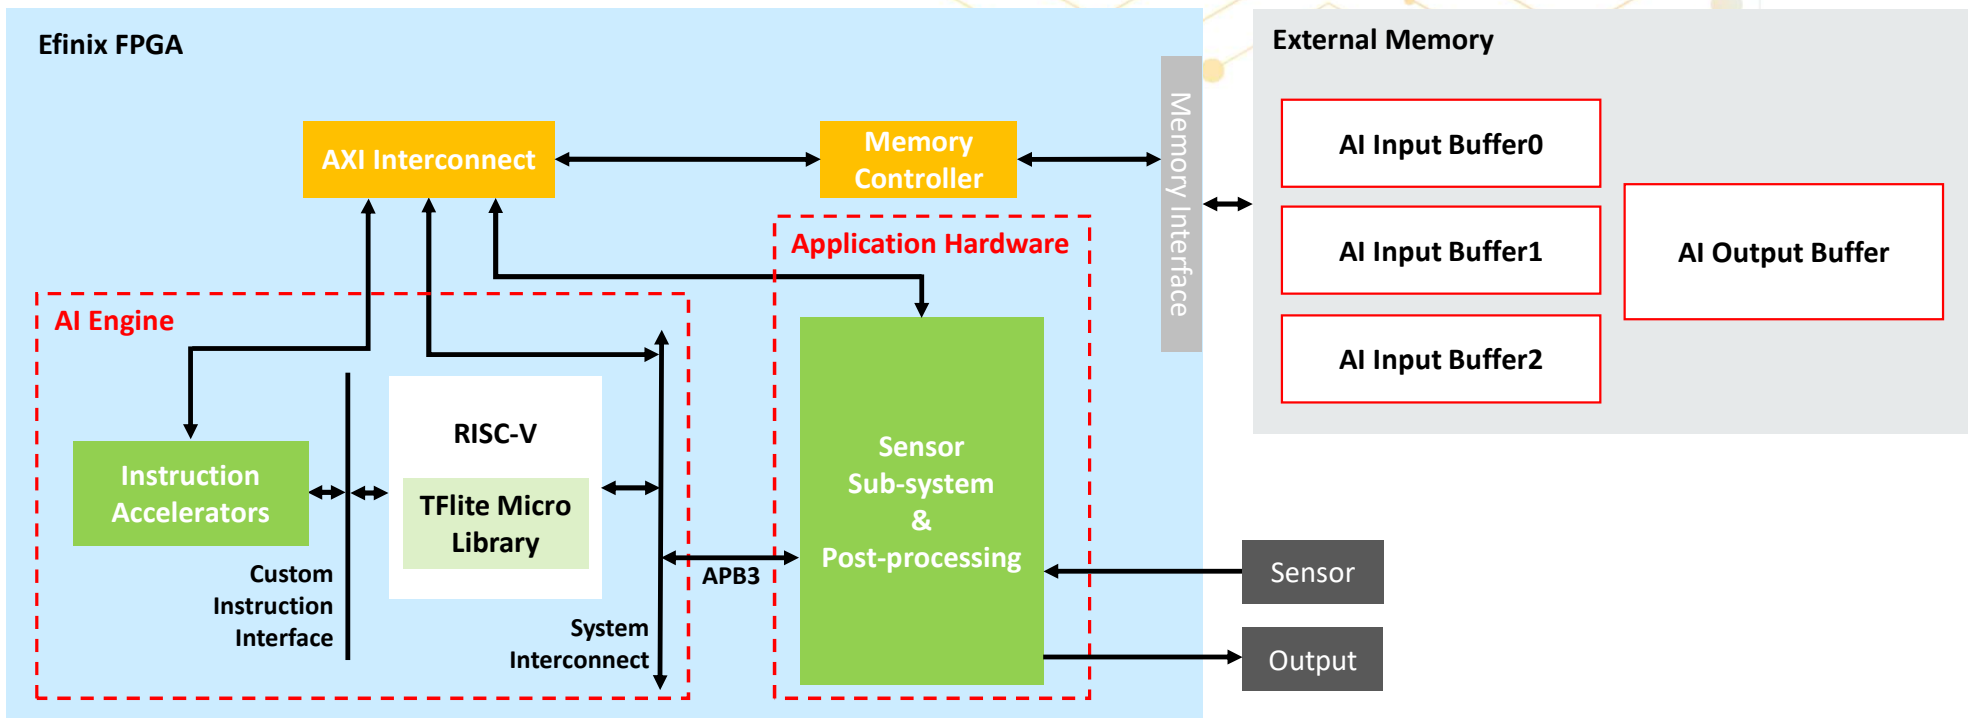 Efinix FPGA
External Memory
AXI Interconnect
Memory
Controller
Memory Interface
AI Input Buffer0
AI Input Buffer1
AI Input Buffer2
AI Output Buffer
Application Hardware
AI Engine
Instruction
Accelerators
RISC-V
TFlite Micro
Library
Custom
Instruction
Interface
System
Interconnect
APB3
Sensor
Sub-system
&
Post-processing
Sensor
Output